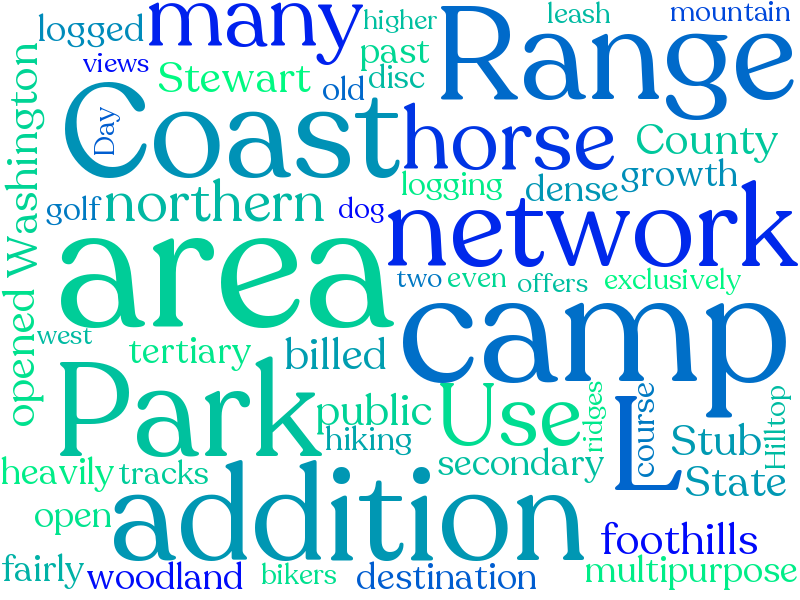 logged
many
higher
leash
mountain
views
Stewart
past
disc
old
Range
Coast
Day
horse
County
logging
dense
growth
golf
northern
dog
network
Washington
opened
area
two
even
offers
exclusively
west
tertiary
billed
camp
Park
public
hiking
Use
ridges
L
course
Stub
Hilltop
State
heavily
tracks
secondary
open
addition
foothills
fairly
woodland
bikers
destination
multipurpose